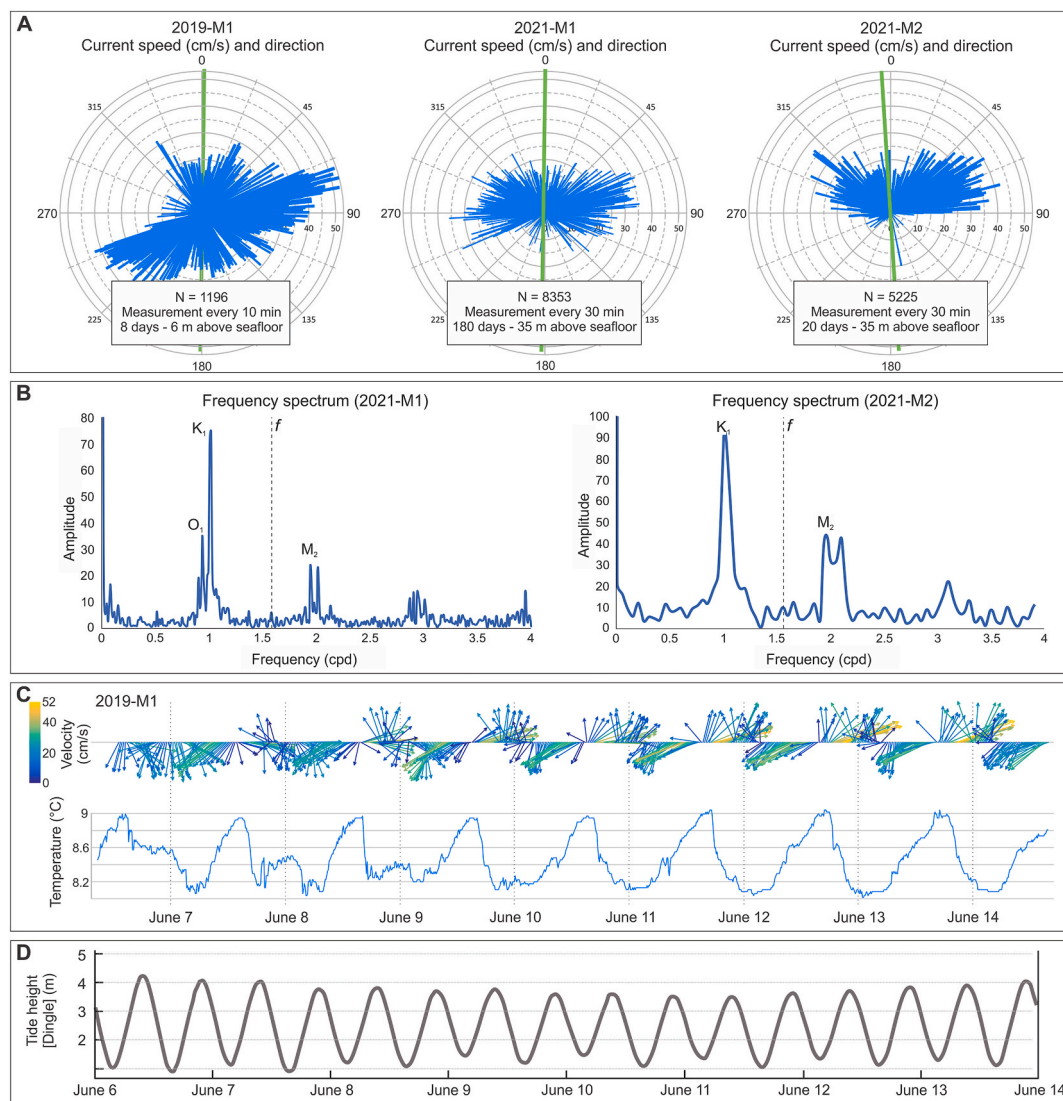 A
2019-M1
Current speed (cm/s) and direction
0
315
45
270
40
50
90
225
135
N = 1196
Measurement every 10 min
8 days - 6 m above seafloor
180
2021-M1
Current speed (cm/s) and direction
0
315
45
270
10
20
30
40
50
90
225
135
N = 8353
Measurement every 30 min
180 days - 35 m above seafloor
180
2021-M2
Current speed (cm/s) and direction
0
315
45
270
10
20
30
40
50
90
225
135
N = 5225
Measurement every 30 min
20 days - 35 m above seafloor
180
B
Frequency spectrum (2021-M1)
80
70
60
50
40
30
20
10
0
Amplitude
K1
O1
M2
f
0
0.5
1
1.5
2
2.5
3
3.5
4
Frequency (cpd)
Frequency spectrum (2021-M2)
100
90
80
70
60
50
40
30
20
10
0
Amplitude
K1
M2
f
0
0.5
1
1.5
2
2.5
3
3.5
4
Frequency (cpd)
C
2019-M1
52
40
20
0
Velocity
(cm/s)
Temperature (°C)
9
8.6
8.2
June 7
June 8
June 9
June 10
June 11
June 12
June 13
June 14
D
Tide height
[Dingle] (m)
5
4
3
2
June 6
June 7
June 8
June 9
June 10
June 11
June 12
June 13
June 14